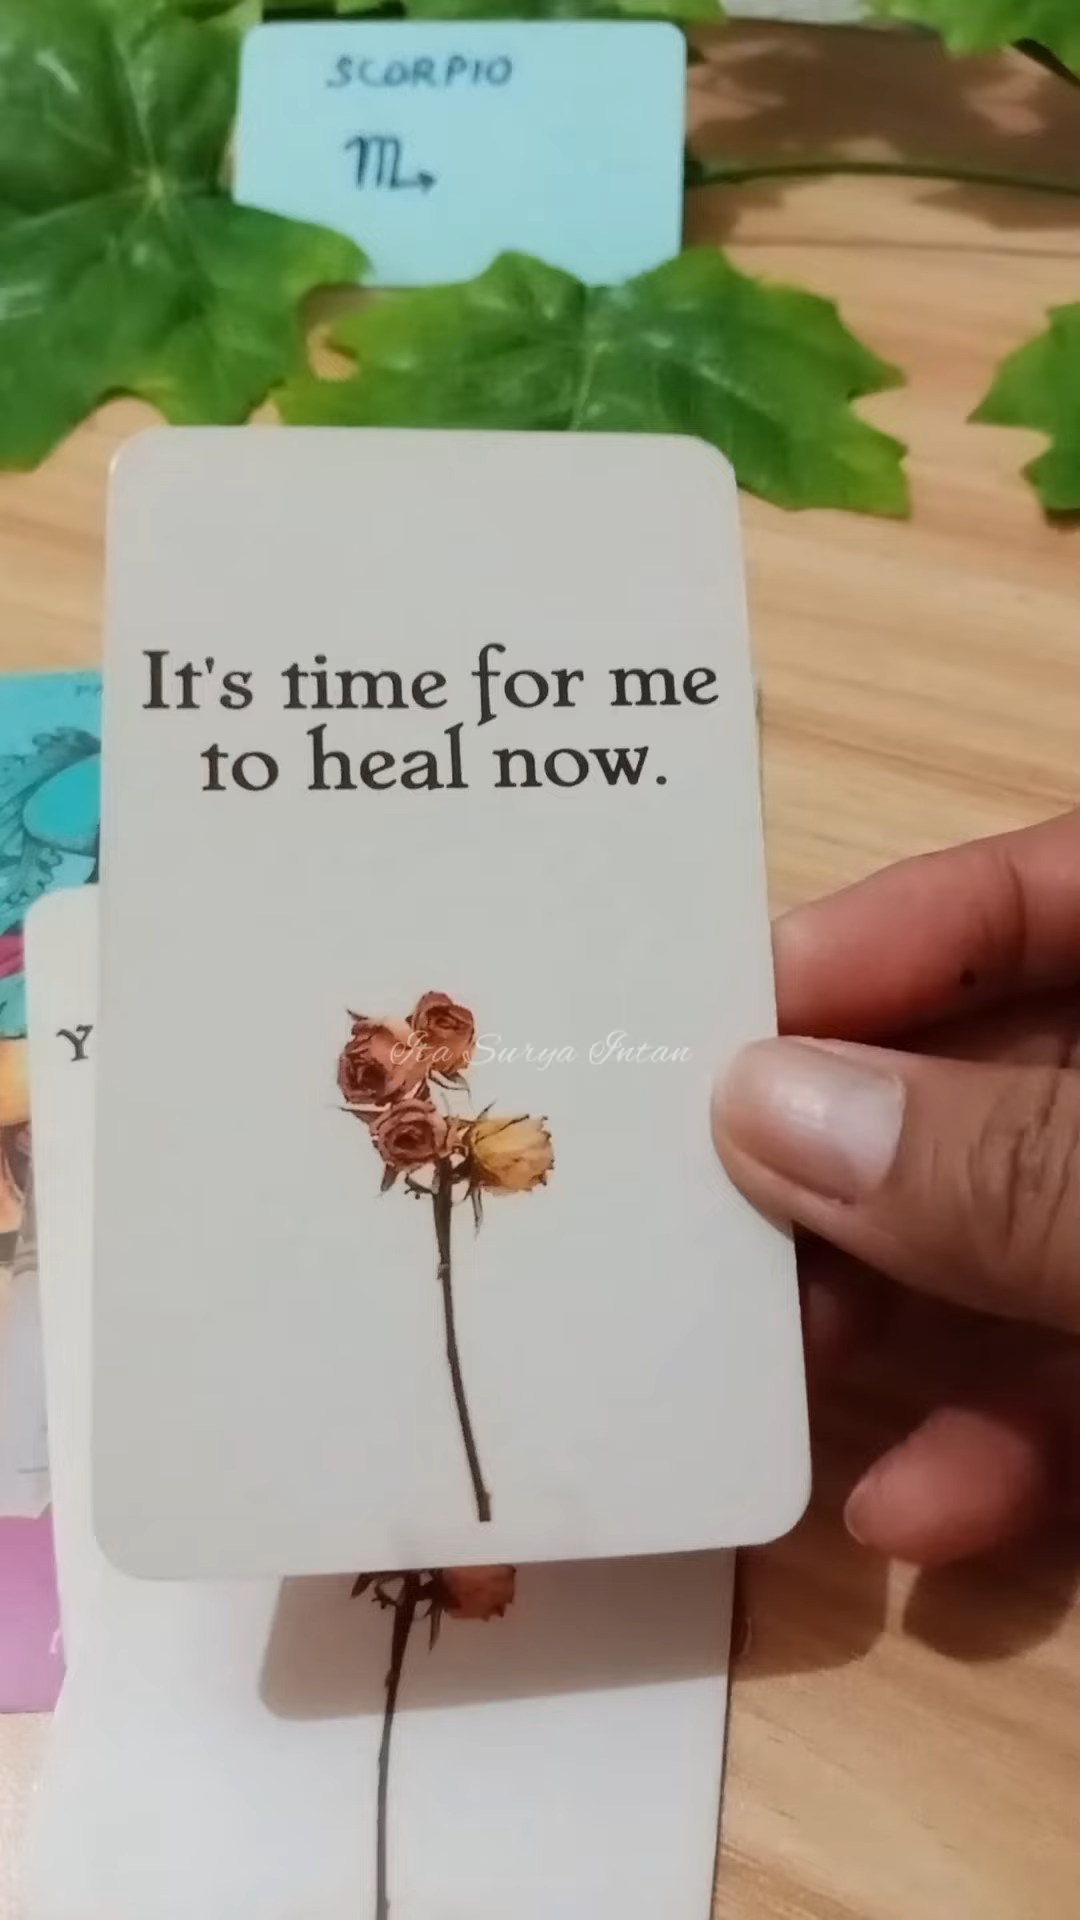 SCORPIO
It's time for me
to heal now.
Y
Ita Surya Intan